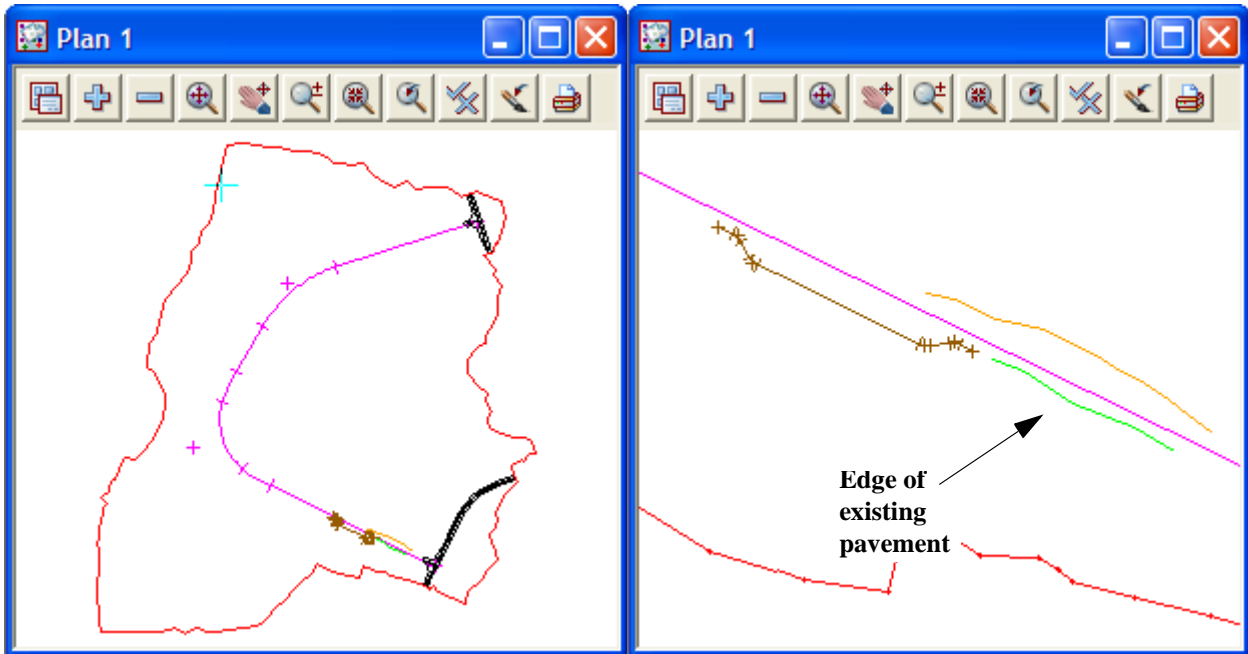 Plan 1
Plan 1
Edge of
existing
pavement